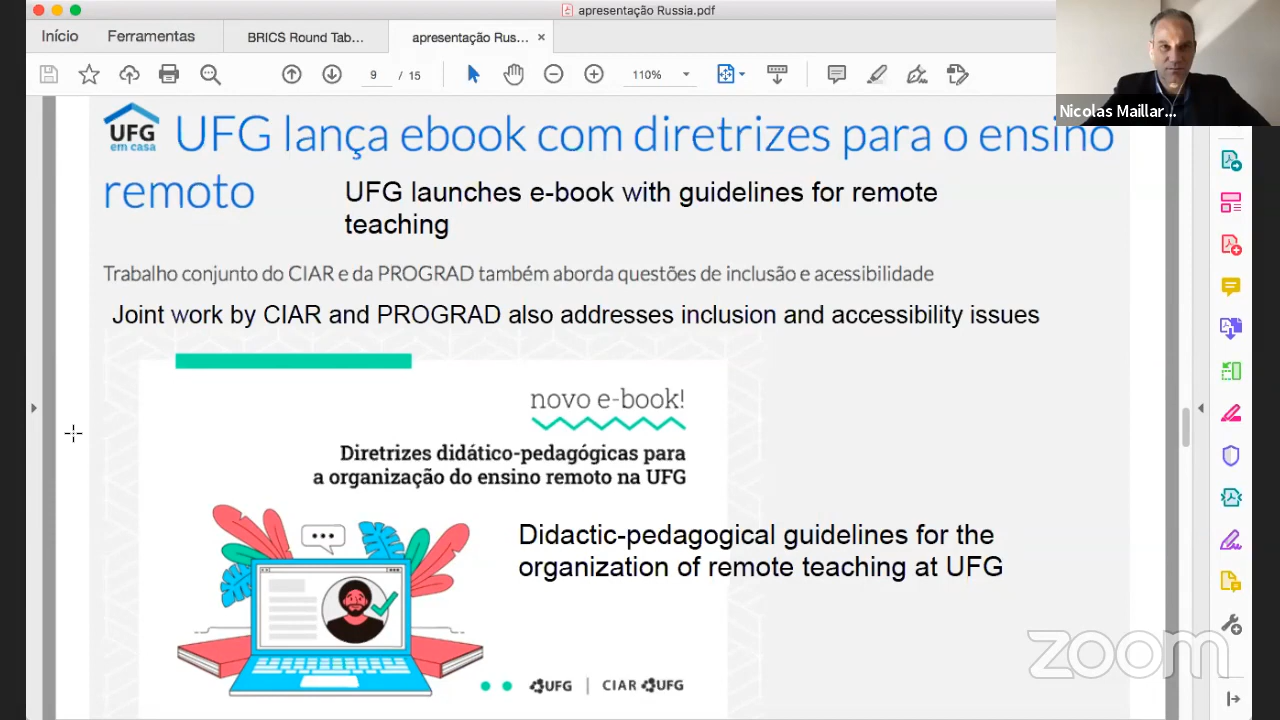 apresentação Russia.pdf
Início
Ferramentas
BRICS Round Tab...
apresentação Rus...
9 / 15
110%
Nicolas Maillar...
UFG
em casa
UFG lança ebook com diretrizes para o ensino
remoto
UFG launches e-book with guidelines for remote
teaching
Trabalho conjunto do CIAR e da PROGRAD também aborda questões de inclusão e acessibilidade
Joint work by CIAR and PROGRAD also addresses inclusion and accessibility issues
novo e-book!
Diretrizes didático-pedagógicas para
a organização do ensino remoto na UFG
Didactic-pedagogical guidelines for the
organization of remote teaching at UFG
UFG | CIAR UFG
zoom